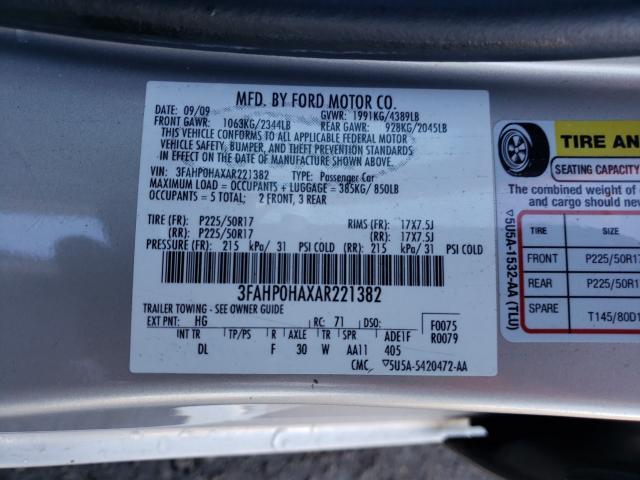 MFD. BY FORD MOTOR CO.
DATE: 09/09 GVWR: 1991KG/4389LB
FRONT GAWR: 1063KG/2344LB REAR GAWR: 928KG/2045LB
THIS VEHICLE CONFORMS TO ALL APPLICABLE FEDERAL MOTOR
VEHICLE SAFETY, BUMPER, AND THEFT PREVENTION STANDARDS
IN EFFECT ON THE DATE OF MANUFACTURE SHOWN ABOVE.
VIN: 3FAHP0HAXAR221382 TYPE: Passenger Car
MAXIMUM LOAD = OCCUPANTS + LUGGAGE = 385KG/850LB
OCCUPANTS = 5 TOTAL; 2 FRONT, 3 REAR
TIRE (FR): P225/50R17 RIMS (FR): 17X7.5J
(RR): P225/50R17 (RR): 17X7.5J
PRESSURE (FR): 215 kPa/ 31 PSI COLD (RR): 215 kPa/ 31 PSI COLD
3FAHP0HAXAR221382
TRAILER TOWING - SEE OWNER GUIDE
EXT PNT: HG RC: 71 DSO: F0075
R0079
INT TR TP/PS R AXLE TR SPR ADE1F
DL F 30 W AA11 405
CMC ▽5U5A-5420472-AA
TIRE AN
SEATING CAPACITY
The combined weight of
and cargo should nev
TIRE SIZE
FRONT P225/50R17
REAR P225/50R17
SPARE T145/80D1
▽5U5A-1532-AA (TLU)